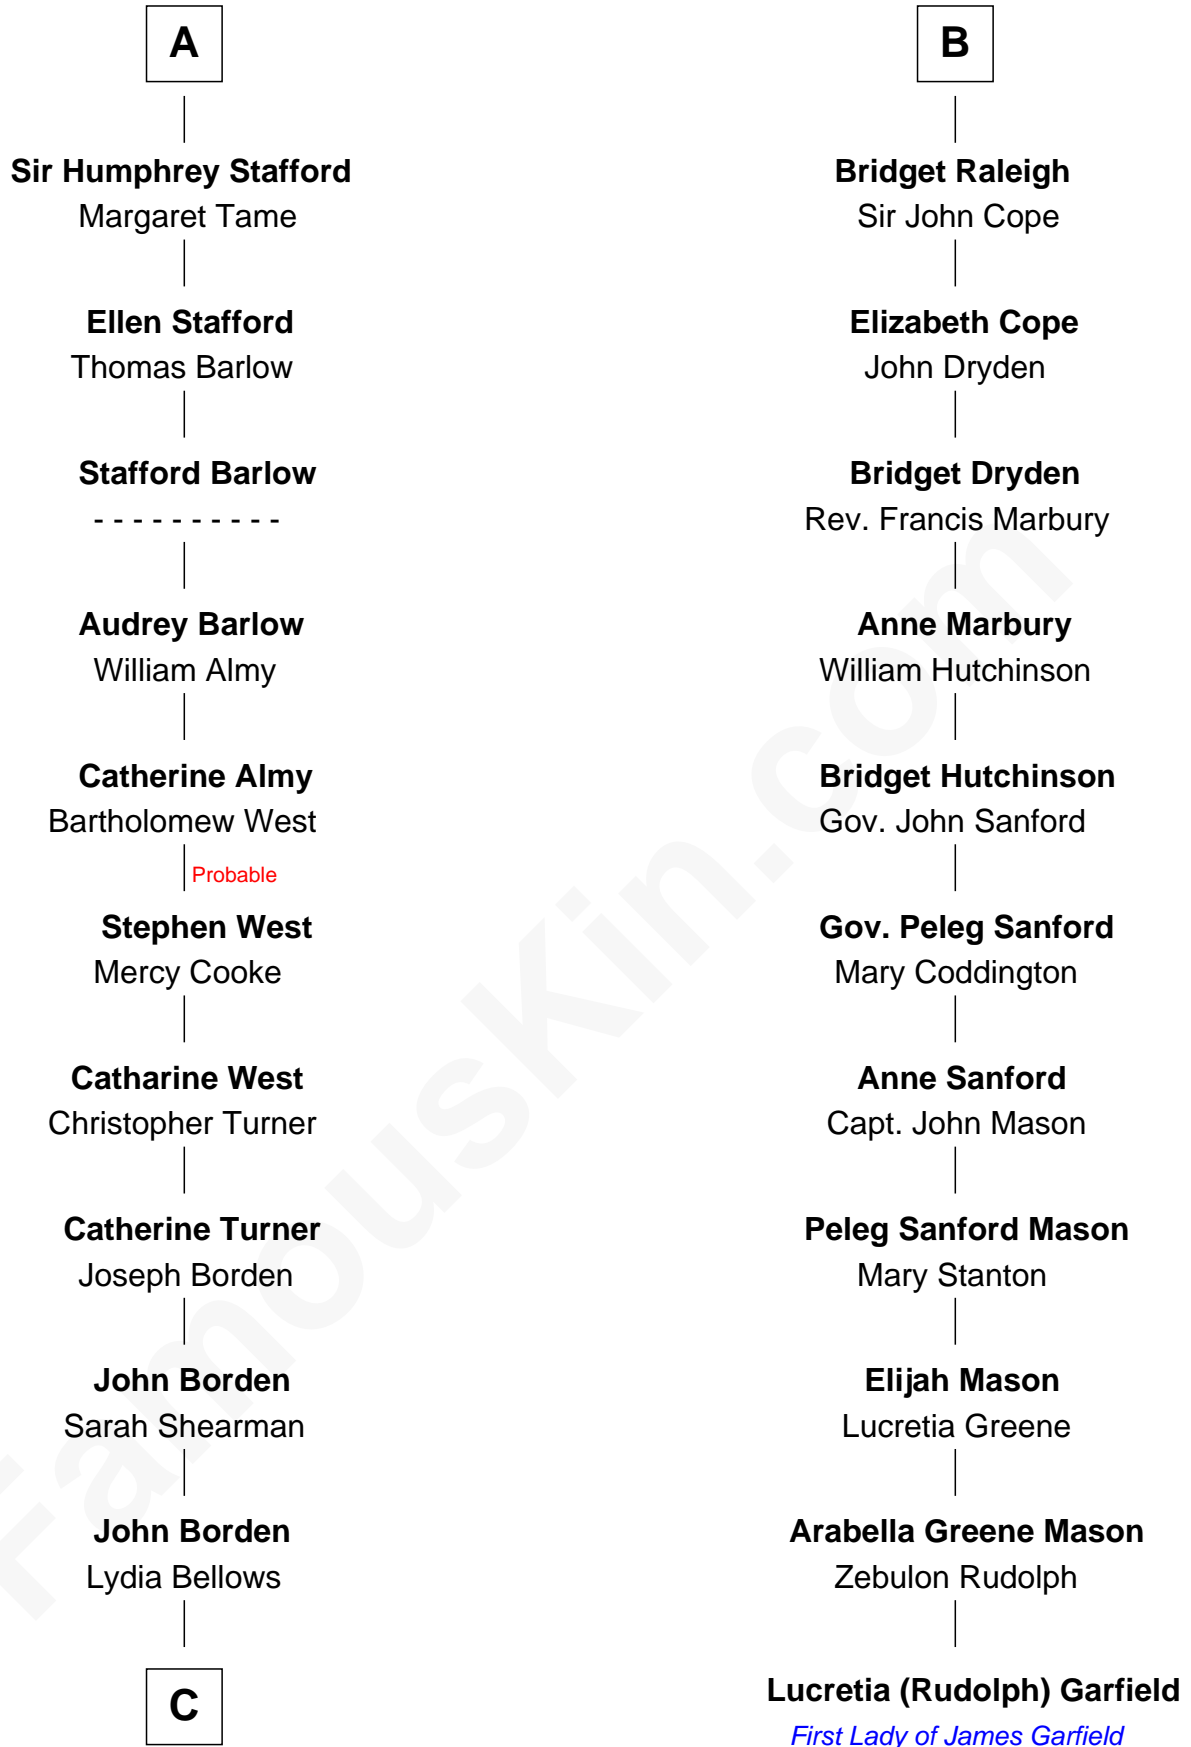 A
Sir Humphrey Stafford
Margaret Tame
Ellen Stafford
Thomas Barlow
Stafford Barlow
- - - - - - - - - -
Audrey Barlow
William Almy
Catherine Almy
Bartholomew West
Probable
Stephen West
Mercy Cooke
Catharine West
Christopher Turner
Catherine Turner
Joseph Borden
John Borden
Sarah Shearman
John Borden
Lydia Bellows
C
B
Bridget Raleigh
Sir John Cope
Elizabeth Cope
John Dryden
Bridget Dryden
Rev. Francis Marbury
Anne Marbury
William Hutchinson
Bridget Hutchinson
Gov. John Sanford
Gov. Peleg Sanford
Mary Coddington
Anne Sanford
Capt. John Mason
Peleg Sanford Mason
Mary Stanton
Elijah Mason
Lucretia Greene
Arabella Greene Mason
Zebulon Rudolph
Lucretia (Rudolph) Garfield
First Lady of James Garfield
FamousKin.com